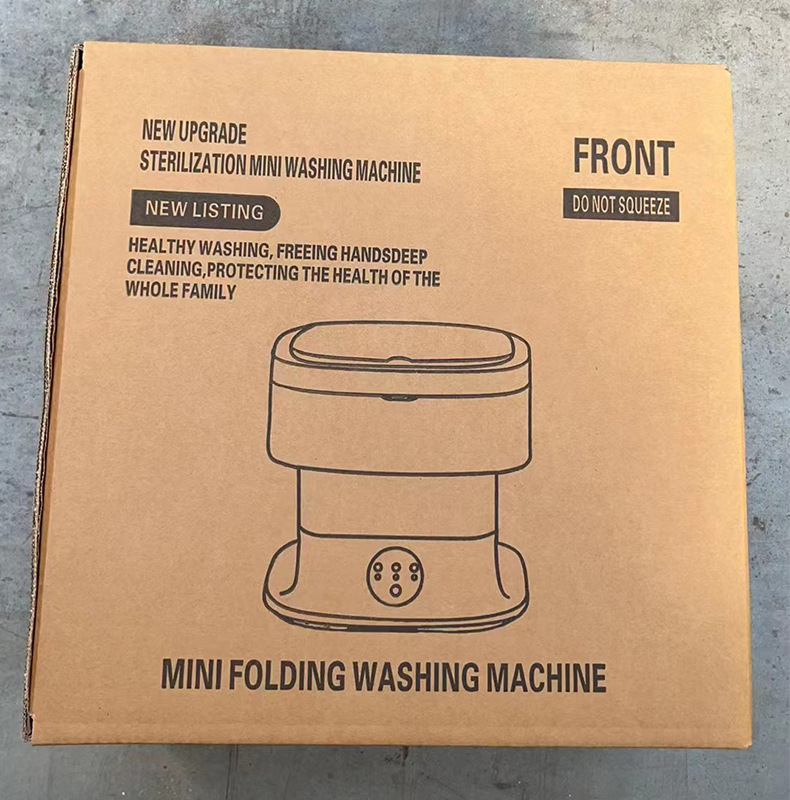 NEW UPGRADE
STERILIZATION MINI WASHING MACHINE
NEW LISTING
HEALTHY WASHING, FREEING HANDSDEEP
CLEANING,PROTECTING THE HEALTH OF THE
WHOLE FAMILY
FRONT
DO NOT SQUEEZE
MINI FOLDING WASHING MACHINE